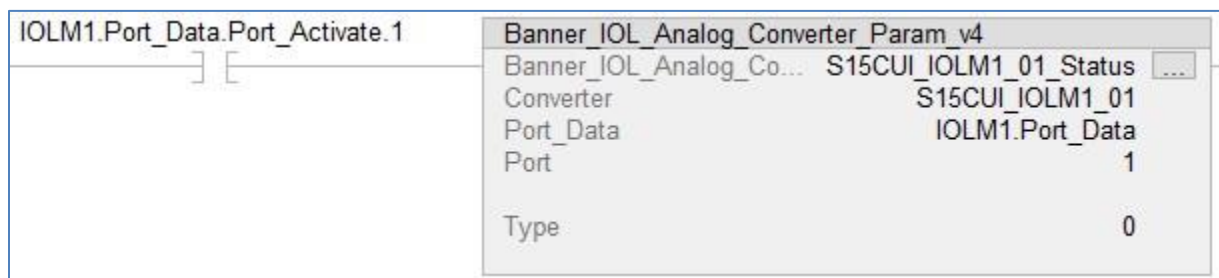 IOLM1.Port_Data.Port_Activate.1
Banner_IOL_Analog_Converter_Param_v4
Banner_IOL_Analog_Co... S15CUI_IOLM1_01_Status ...
Converter S15CUI_IOLM1_01
Port_Data IOLM1.Port_Data
Port 1
Type 0